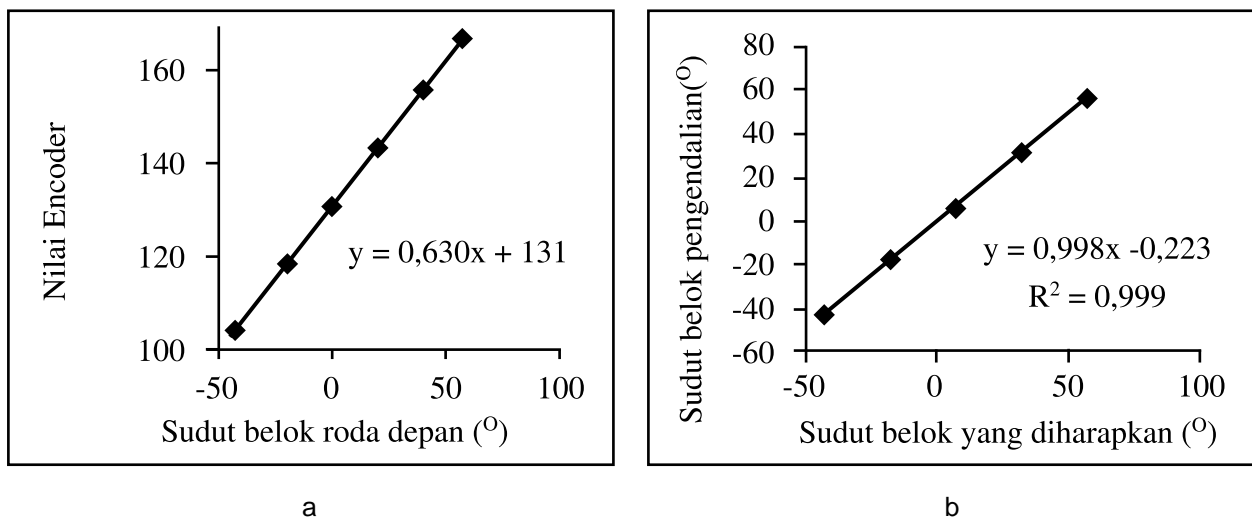 Nilai Encoder
160
140
120
100
-50
0
50
100
y = 0,630x + 131
Sudut belok roda depan (O)
a
Sudut belok pengendalian(O)
80
60
40
20
0
-20
-40
-60
-50
0
50
100
y = 0,998x -0,223
R2 = 0,999
Sudut belok yang diharapkan (O)
b